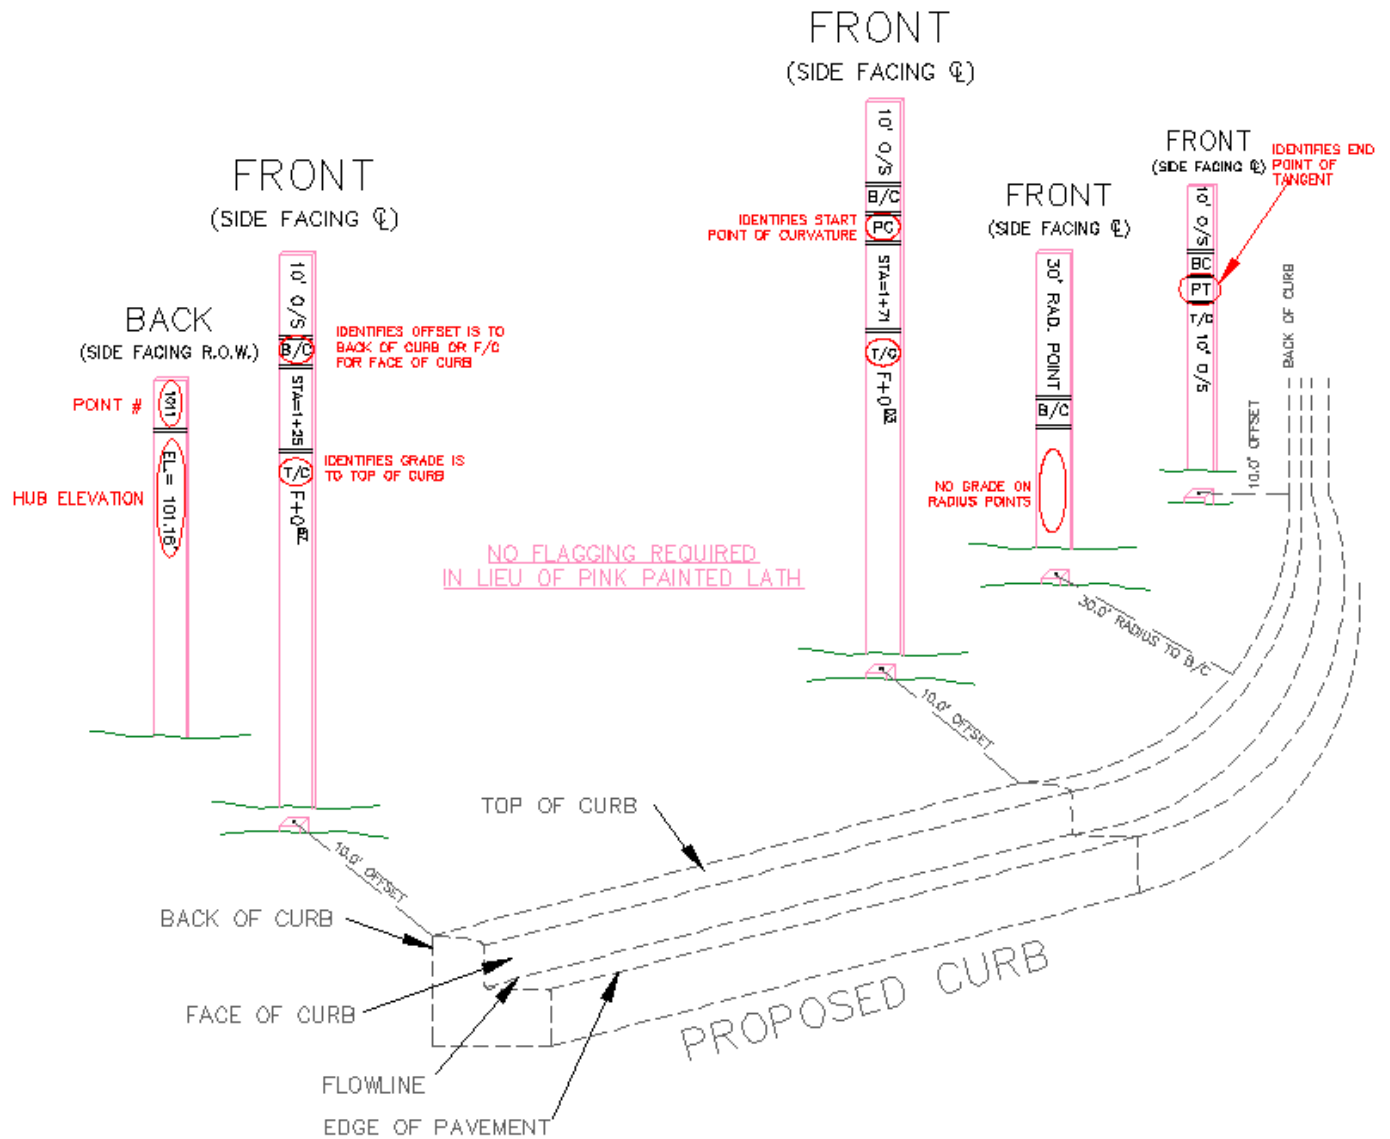 FRONT
(SIDE FACING ℄)
10' O/S
B/C
PC
STA=1+71
T/C
F+0
IDENTIFIES START
POINT OF CURVATURE
FRONT
(SIDE FACING ℄)
10' O/S
BC
PT
T/C
10' O/S
IDENTIFIES END
POINT OF
TANGENT
FRONT
(SIDE FACING ℄)
30' RAD. POINT
B/C
NO GRADE ON
RADIUS POINTS
FRONT
(SIDE FACING ℄)
10' O/S
B/C
STA=1+25
T/C
F+0
IDENTIFIES OFFSET IS TO
BACK OF CURB OR F/C
FOR FACE OF CURB
IDENTIFIES GRADE IS
TO TOP OF CURB
BACK
(SIDE FACING R.O.W.)
POINT #
1011
HUB ELEVATION
EL= 101.16'
NO FLAGGING REQUIRED
IN LIEU OF PINK PAINTED LATH
BACK OF CURB
10.0' OFFSET
30.0' RADIUS TO B/C
10.0' OFFSET
10.0' OFFSET
TOP OF CURB
BACK OF CURB
FACE OF CURB
FLOWLINE
EDGE OF PAVEMENT
PROPOSED CURB